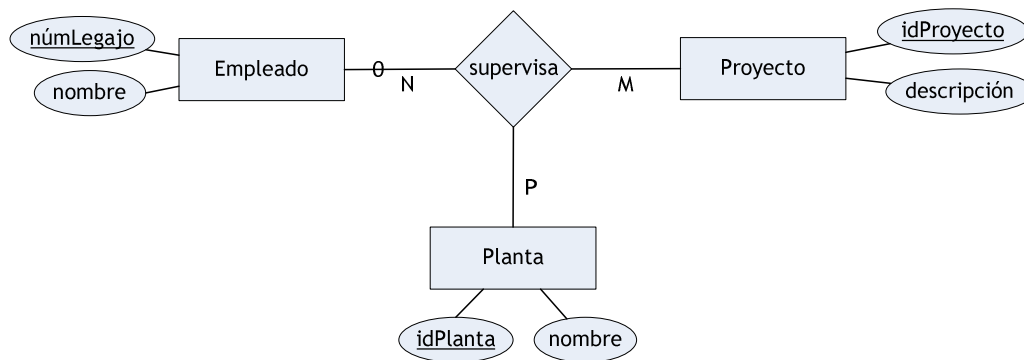 númLegajo
nombre
Empleado
0
N
supervisa
M
Proyecto
idProyecto
descripción
P
Planta
idPlanta
nombre